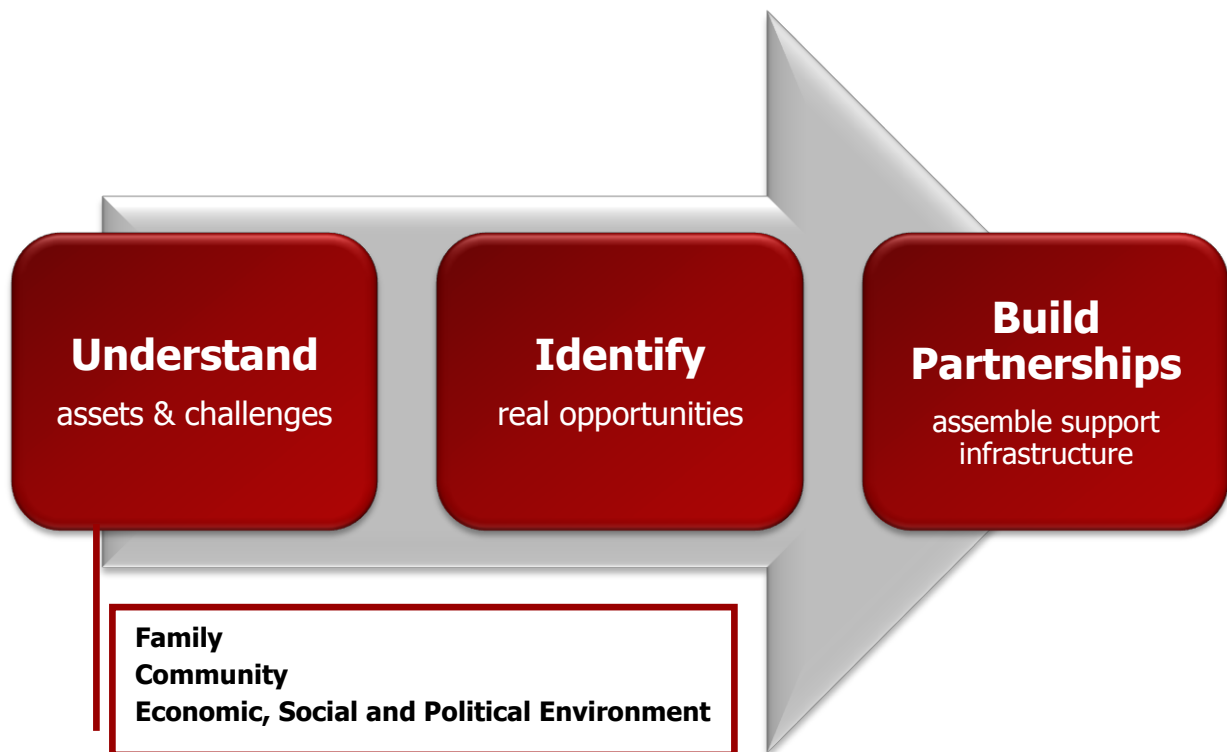 Understand
assets & challenges
Identify
real opportunities
Build
Partnerships
assemble support
infrastructure
Family
Community
Economic, Social and Political Environment